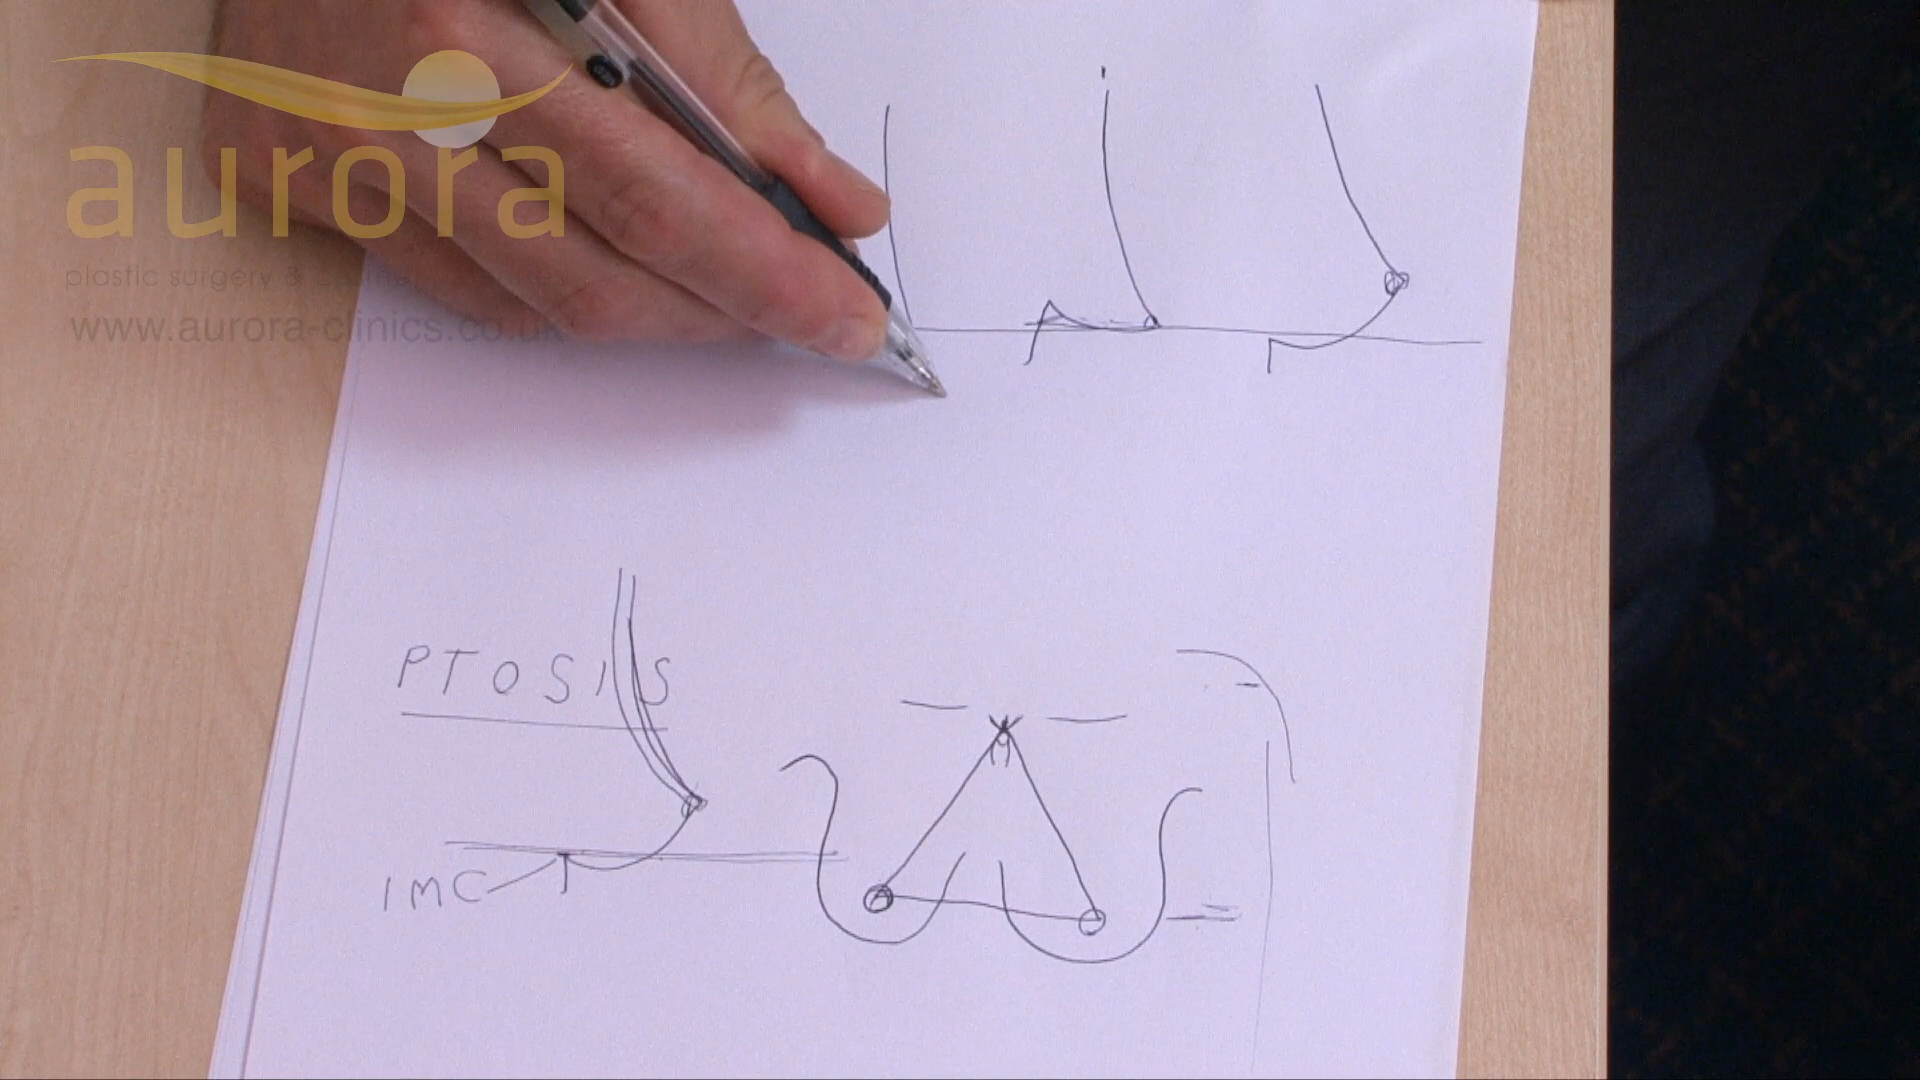 aurora
plastic surgery &
www.aurora-clinics.co.uk
PTOSIS
IMC